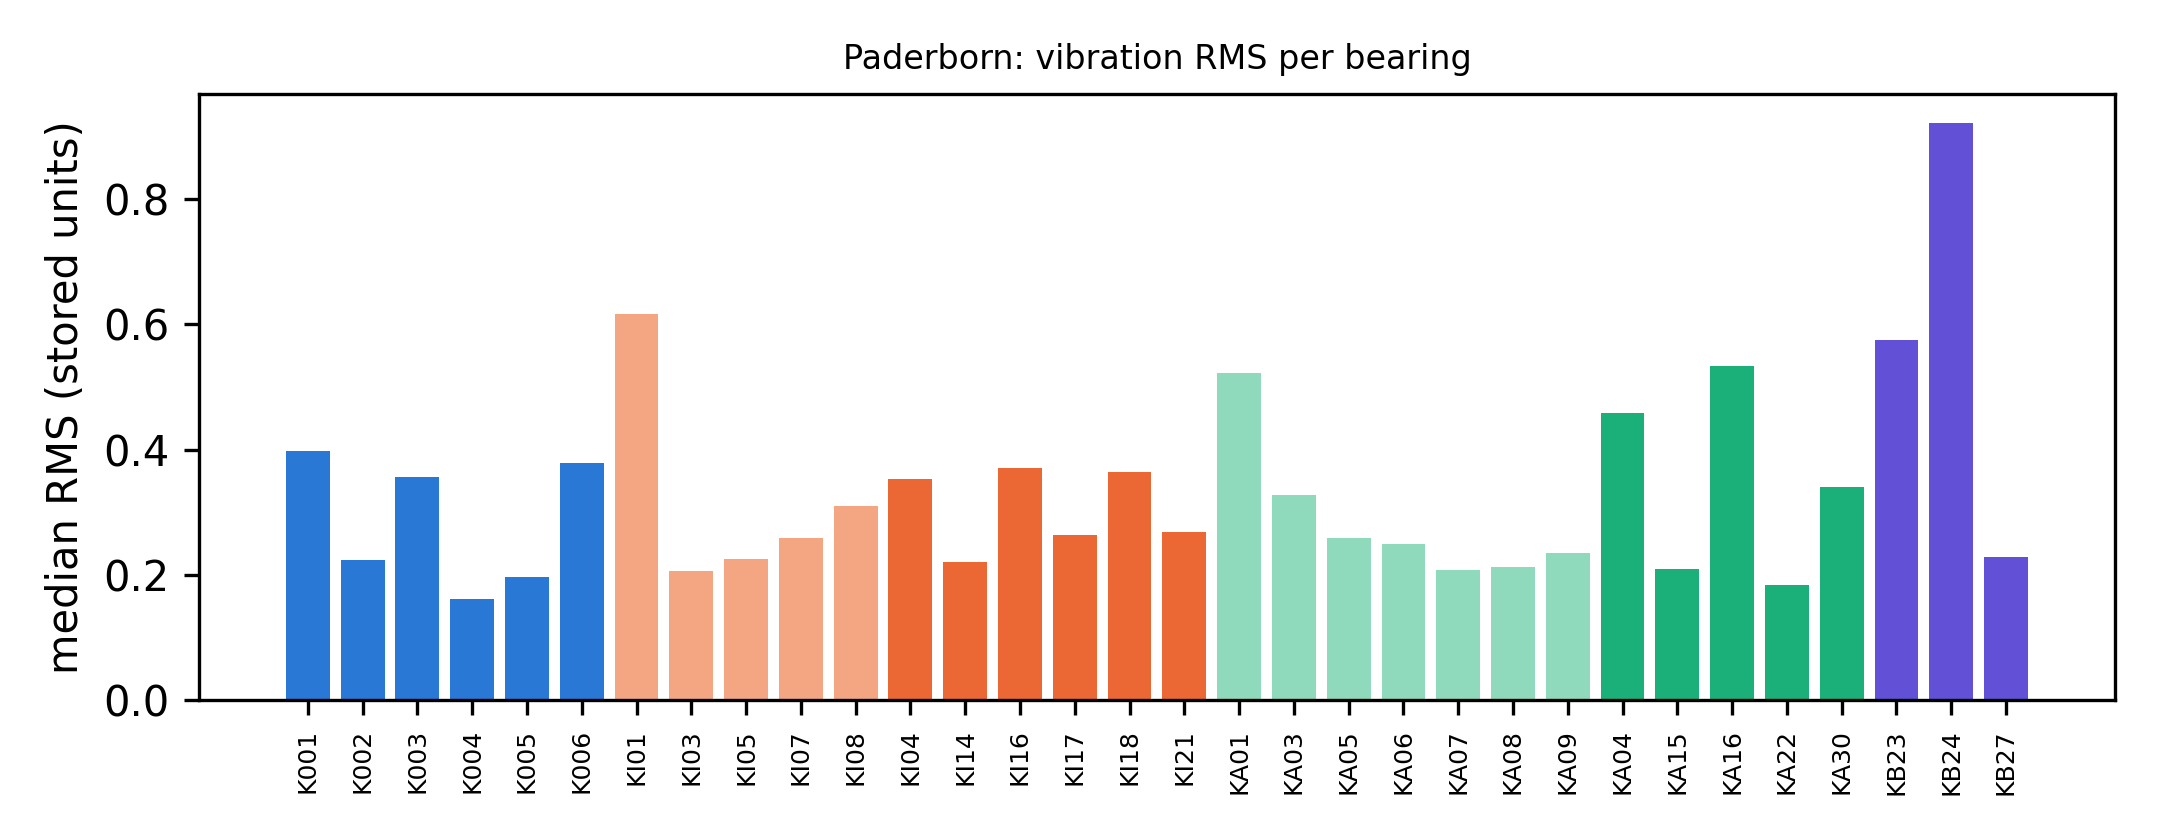 Paderborn: vibration RMS per bearing
median RMS (stored units)
0.8
0.6
0.4
0.2
0.0
K001 K002 K003 K004 K005 K006 KI01 KI03 KI05 KI07 KI08 KI04 KI14 KI16 KI17 KI18 KI21 KA01 KA03 KA05 KA06 KA07 KA08 KA09 KA04 KA15 KA16 KA22 KA30 KB23 KB24 KB27